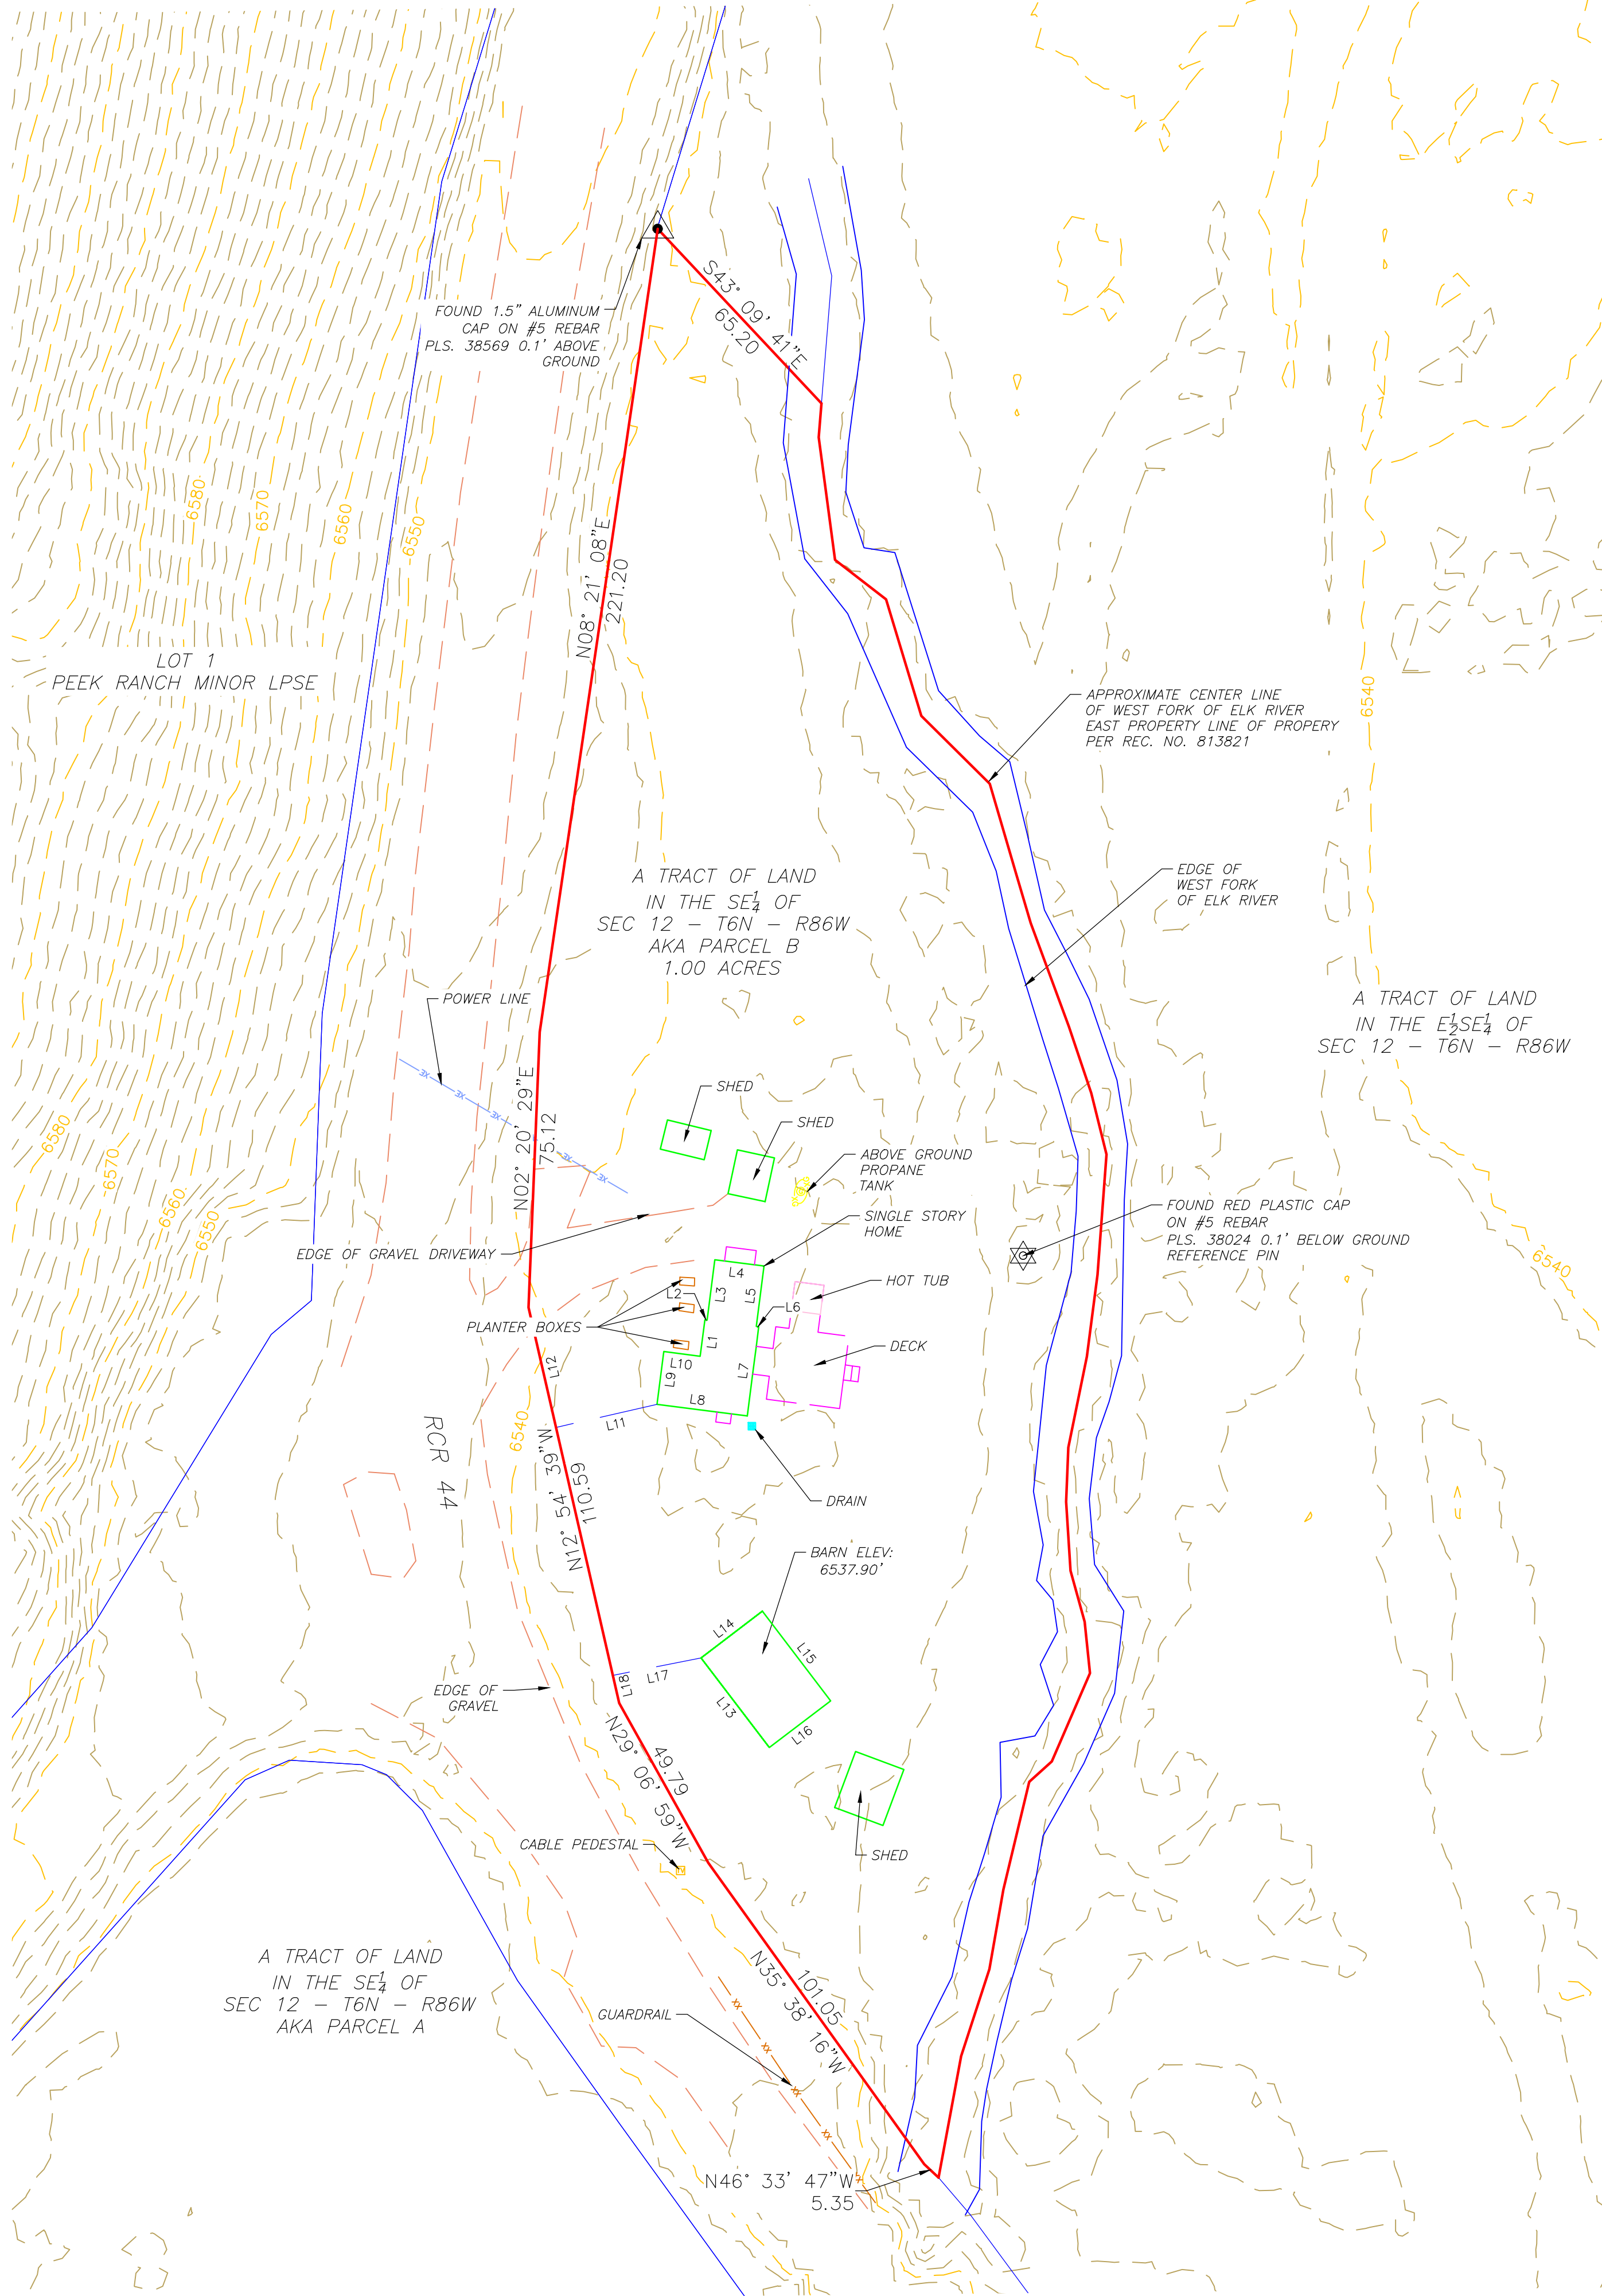 S43° 09' 41"E
65.20
FOUND 1.5" ALUMINUM
CAP ON #5 REBAR
PLS. 38569 0.1' ABOVE
GROUND
6580
6570
6560
6550
N08° 21' 08"E
221.20
LOT 1
PEEK RANCH MINOR LPSE
APPROXIMATE CENTER LINE
OF WEST FORK OF ELK RIVER
EAST PROPERTY LINE OF PROPERY
PER REC. NO. 813821
6540
A TRACT OF LAND
IN THE SE1/4 OF
SEC 12 - T6N - R86W
AKA PARCEL B
1.00 ACRES
EDGE OF
WEST FORK
OF ELK RIVER
POWER LINE
A TRACT OF LAND
IN THE E1/2SE1/4 OF
SEC 12 - T6N - R86W
XE
XE
XE
XE
XE
N02° 20' 29"E
75.12
SHED
SHED
ABOVE GROUND
PROPANE
TANK
6580
6570
6560
6550
SINGLE STORY
HOME
FOUND RED PLASTIC CAP
ON #5 REBAR
PLS. 38024 0.1' BELOW GROUND
REFERENCE PIN
6540
EDGE OF GRAVEL DRIVEWAY
L4
HOT TUB
L2
L3
L5
L6
PLANTER BOXES
L1
DECK
L10
L9
L7
L12
L8
L11
RCR 44
6540
N12° 54' 39"W
110.59
DRAIN
BARN ELEV:
6537.90'
L14
L15
L17
L18
L13
L16
EDGE OF
GRAVEL
N29° 06' 59"W
49.79
CABLE PEDESTAL
SHED
A TRACT OF LAND
IN THE SE1/4 OF
SEC 12 - T6N - R86W
AKA PARCEL A
N35° 38' 16"W
101.05
GUARDRAIL
XX
XX
XX
XX
N46° 33' 47"W
5.35